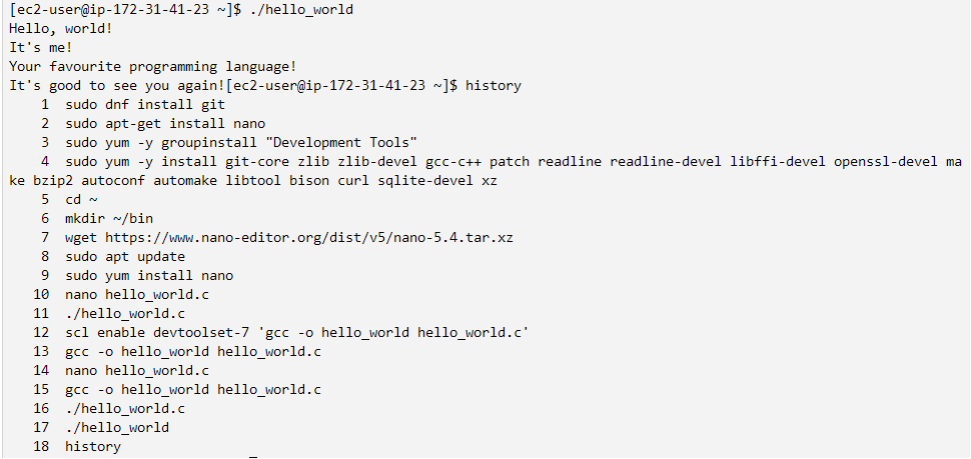 [ec2-user@ip-172-31-41-23 ~]$ ./hello_world
Hello, world!
It's me!
Your favourite programming language!
It's good to see you again![ec2-user@ip-172-31-41-23 ~]$ history
    1  sudo dnf install git
    2  sudo apt-get install nano
    3  sudo yum -y groupinstall "Development Tools"
    4  sudo yum -y install git-core zlib zlib-devel gcc-c++ patch readline readline-devel libffi-devel openssl-devel ma
ke bzip2 autoconf automake libtool bison curl sqlite-devel xz
    5  cd ~
    6  mkdir ~/bin
    7  wget https://www.nano-editor.org/dist/v5/nano-5.4.tar.xz
    8  sudo apt update
    9  sudo yum install nano
   10  nano hello_world.c
   11  ./hello_world.c
   12  scl enable devtoolset-7 'gcc -o hello_world hello_world.c'
   13  gcc -o hello_world hello_world.c
   14  nano hello_world.c
   15  gcc -o hello_world hello_world.c
   16  ./hello_world.c
   17  ./hello_world
   18  history